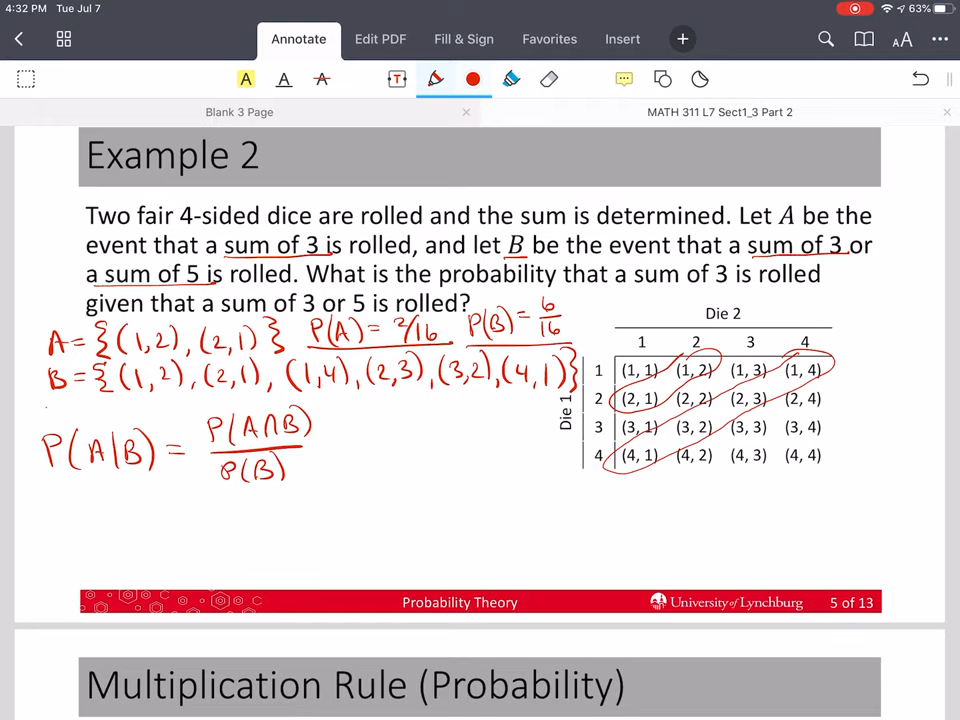 4:32 PM Tue Jul 7 63%
Annotate Edit PDF Fill & Sign Favorites Insert + AA
A A A T
Blank 3 Page × MATH 311 L7 Sect1_3 Part 2 ×
Example 2
Two fair 4-sided dice are rolled and the sum is determined. Let A be the
event that a sum of 3 is rolled, and let B be the event that a sum of 3 or
a sum of 5 is rolled. What is the probability that a sum of 3 is rolled
given that a sum of 3 or 5 is rolled?
A = {(1,2), (2,1)} P(A) = 2/16 P(B) = 6/16
B = {(1,2), (2,1), (1,4), (2,3), (3,2), (4,1)}
P(A|B) = P(A∩B)/P(B)
Die 2
1 2 3 4
Die 1
1 (1, 1) (1, 2) (1, 3) (1, 4)
2 (2, 1) (2, 2) (2, 3) (2, 4)
3 (3, 1) (3, 2) (3, 3) (3, 4)
4 (4, 1) (4, 2) (4, 3) (4, 4)
Probability Theory University of Lynchburg 5 of 13
Multiplication Rule (Probability)